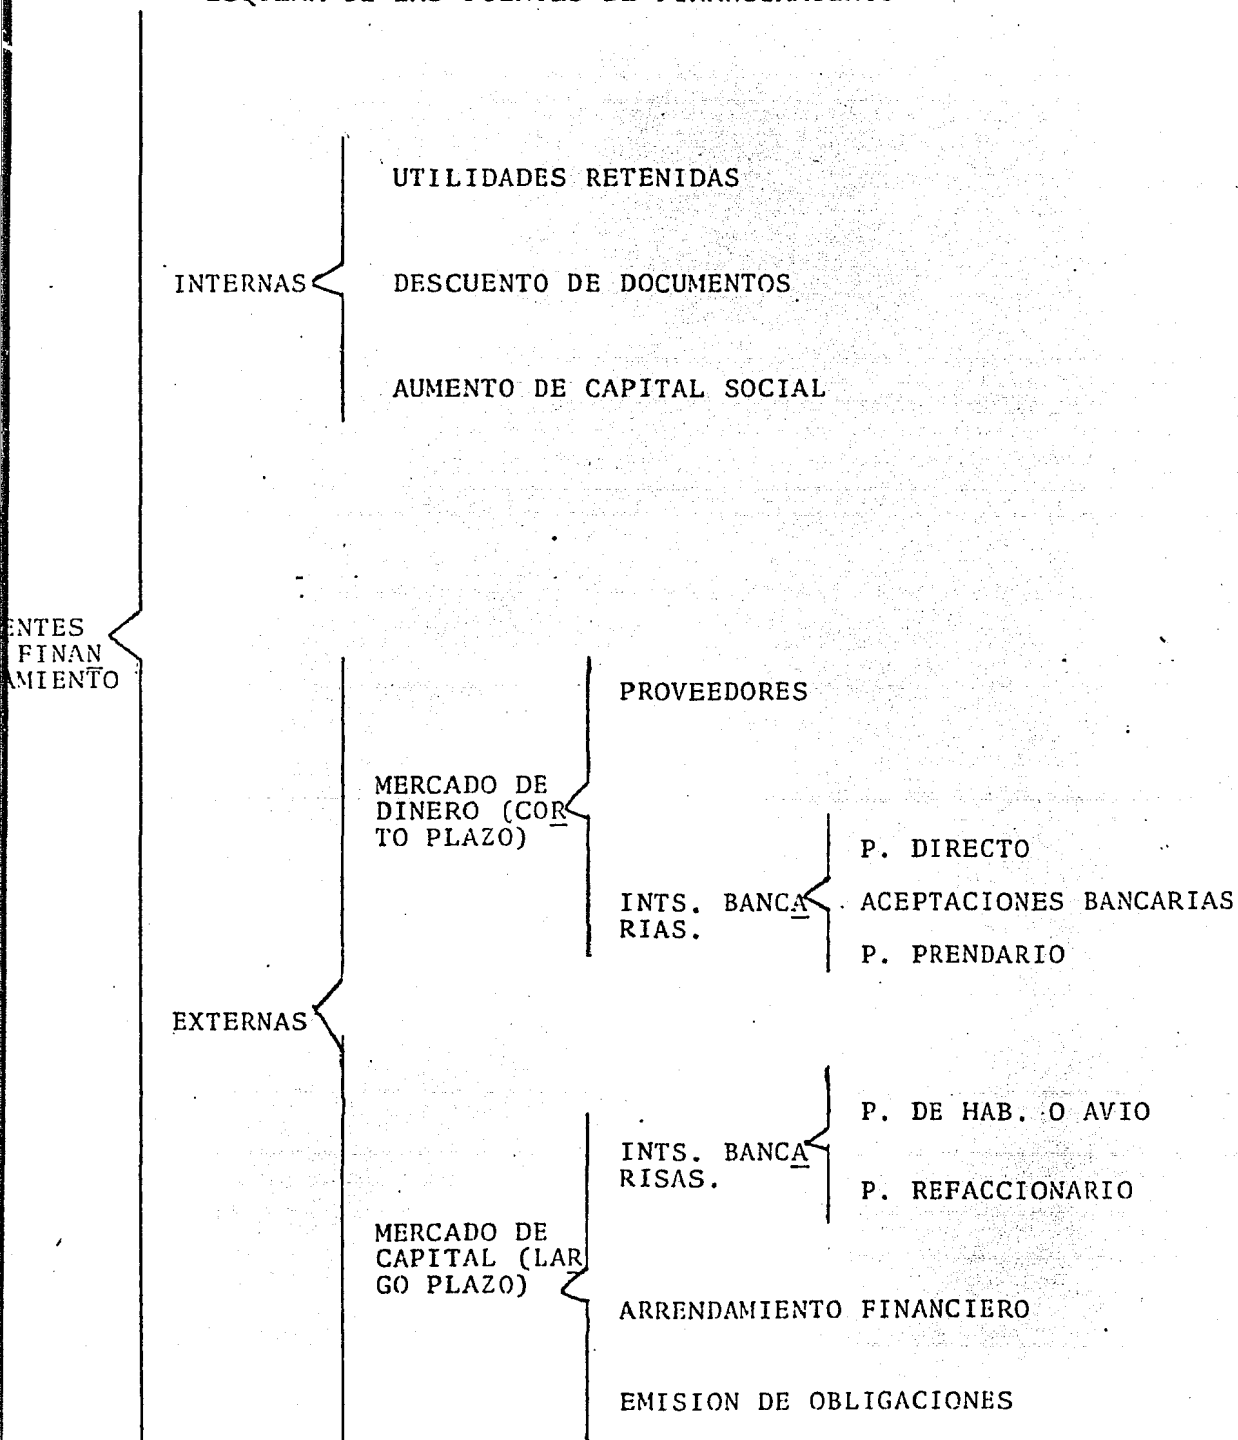 UTILIDADES RETENIDAS
INTERNAS
DESCUENTO DE DOCUMENTOS
AUMENTO DE CAPITAL SOCIAL
ENTES
FINAN
AMIENTO
PROVEEDORES
MERCADO DE
DINERO (COR
TO PLAZO)
P. DIRECTO
INTS. BANCA
RIAS.
ACEPTACIONES BANCARIAS
P. PRENDARIO
EXTERNAS
P. DE HAB. O AVIO
INTS. BANCA
RISAS.
P. REFACCIONARIO
MERCADO DE
CAPITAL (LAR
GO PLAZO)
ARRENDAMIENTO FINANCIERO
EMISION DE OBLIGACIONES